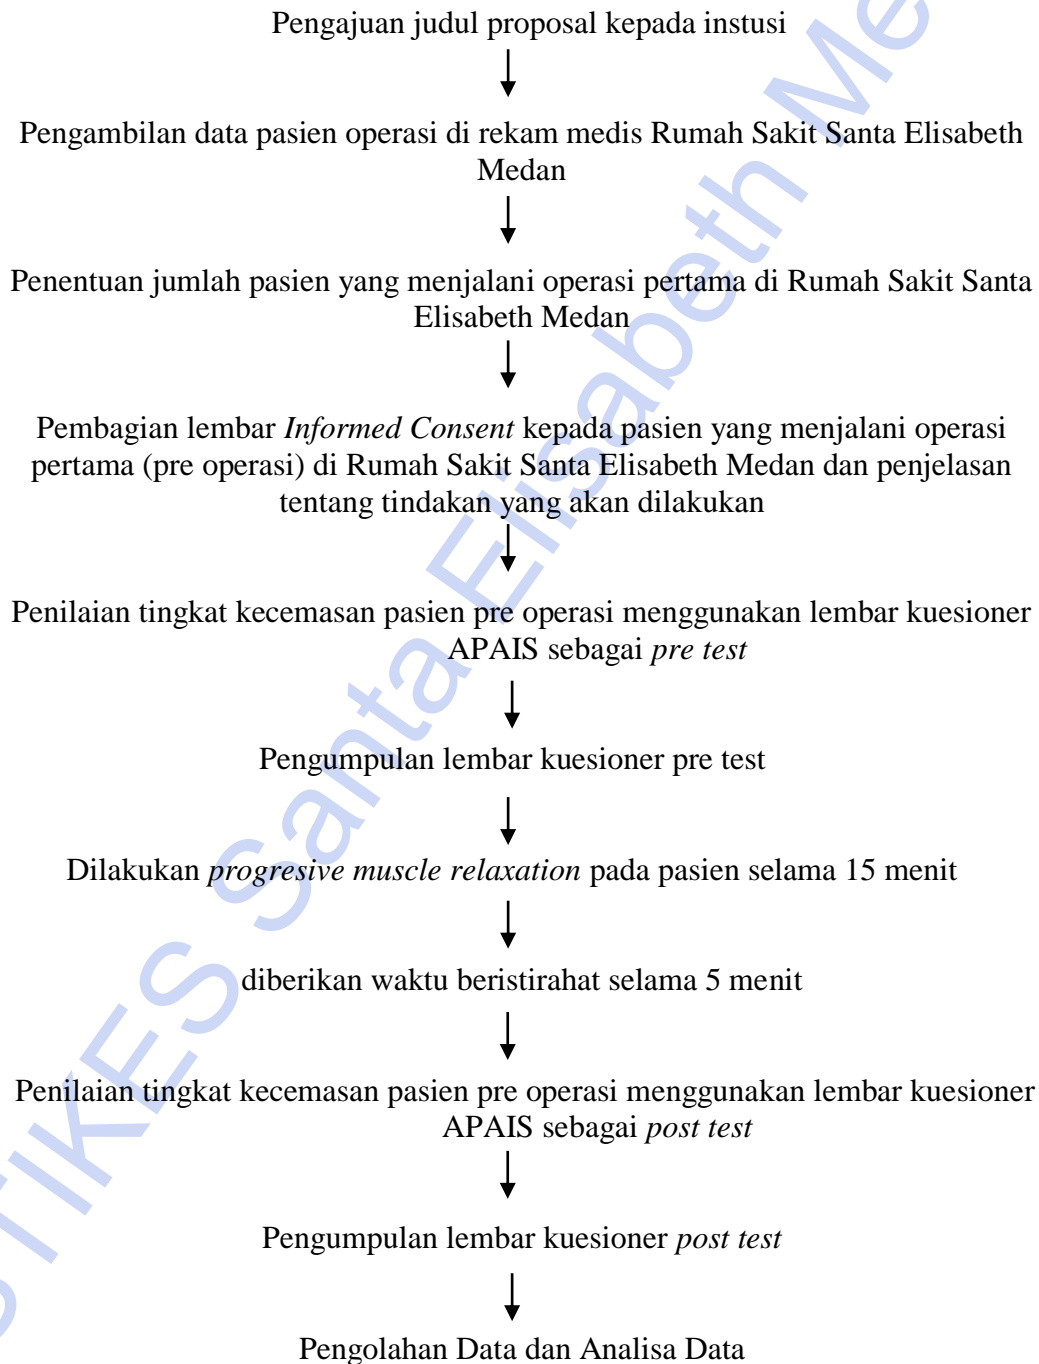 Pengajuan judul proposal kepada instusi
Pengambilan data pasien operasi di rekam medis Rumah Sakit Santa Elisabeth
Medan
Penentuan jumlah pasien yang menjalani operasi pertama di Rumah Sakit Santa
Elisabeth Medan
Pembagian lembar Informed Consent kepada pasien yang menjalani operasi
pertama (pre operasi) di Rumah Sakit Santa Elisabeth Medan dan penjelasan
tentang tindakan yang akan dilakukan
Penilaian tingkat kecemasan pasien pre operasi menggunakan lembar kuesioner
APAIS sebagai pre test
Pengumpulan lembar kuesioner pre test
Dilakukan progresive muscle relaxation pada pasien selama 15 menit
diberikan waktu beristirahat selama 5 menit
Penilaian tingkat kecemasan pasien pre operasi menggunakan lembar kuesioner
APAIS sebagai post test
Pengumpulan lembar kuesioner post test
Pengolahan Data dan Analisa Data
STIKES Santa Elisabeth Me